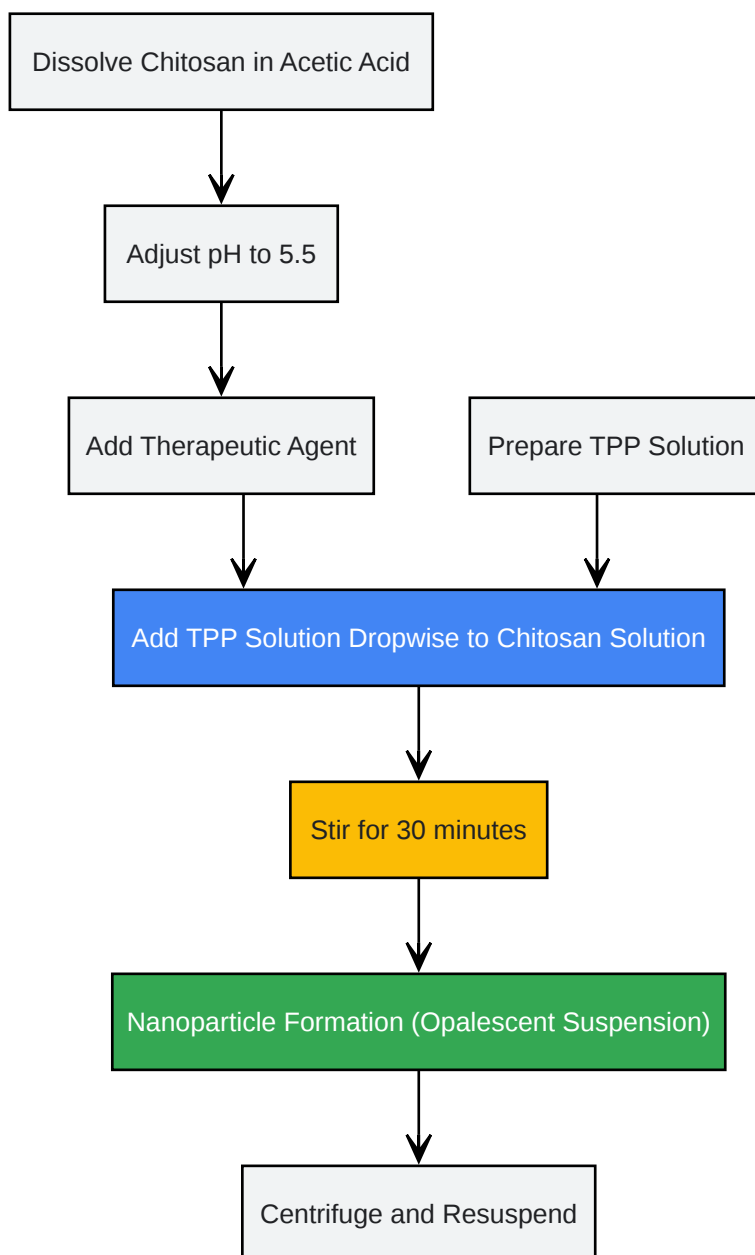 Dissolve Chitosan in Acetic Acid
Adjust pH to 5.5
Add Therapeutic Agent
Prepare TPP Solution
Add TPP Solution Dropwise to Chitosan Solution
Stir for 30 minutes
Nanoparticle Formation (Opalescent Suspension)
Centrifuge and Resuspend